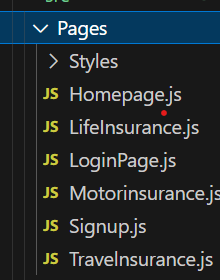 Pages
Styles
JS Homepage.js
JS LifeInsurance.js
JS LoginPage.js
JS Motorinsurance.js
JS Signup.js
JS TravelInsurance.js